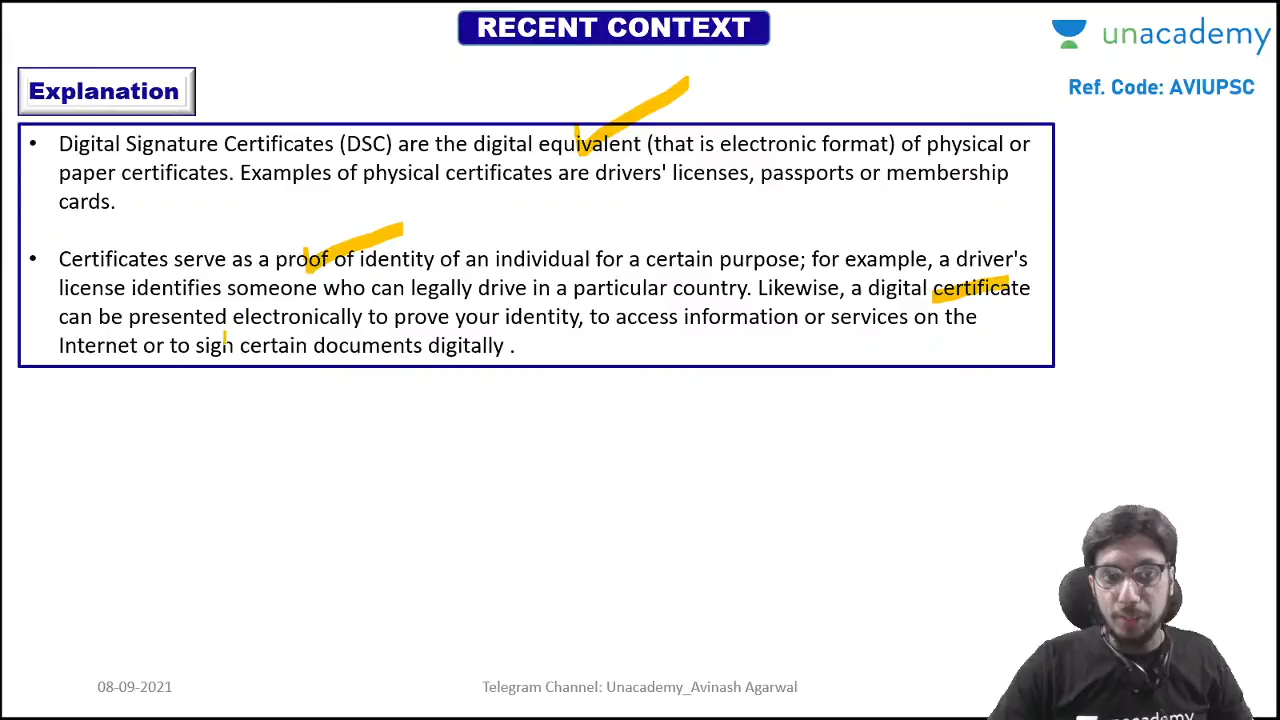 RECENT CONTEXT
unacademy
Explanation
Ref. Code: AVIUPSC
• Digital Signature Certificates (DSC) are the digital equivalent (that is electronic format) of physical or
paper certificates. Examples of physical certificates are drivers' licenses, passports or membership
cards.
• Certificates serve as a proof of identity of an individual for a certain purpose; for example, a driver's
license identifies someone who can legally drive in a particular country. Likewise, a digital certificate
can be presented electronically to prove your identity, to access information or services on the
Internet or to sign certain documents digitally .
08-09-2021
Telegram Channel: Unacademy_Avinash Agarwal
unacademy